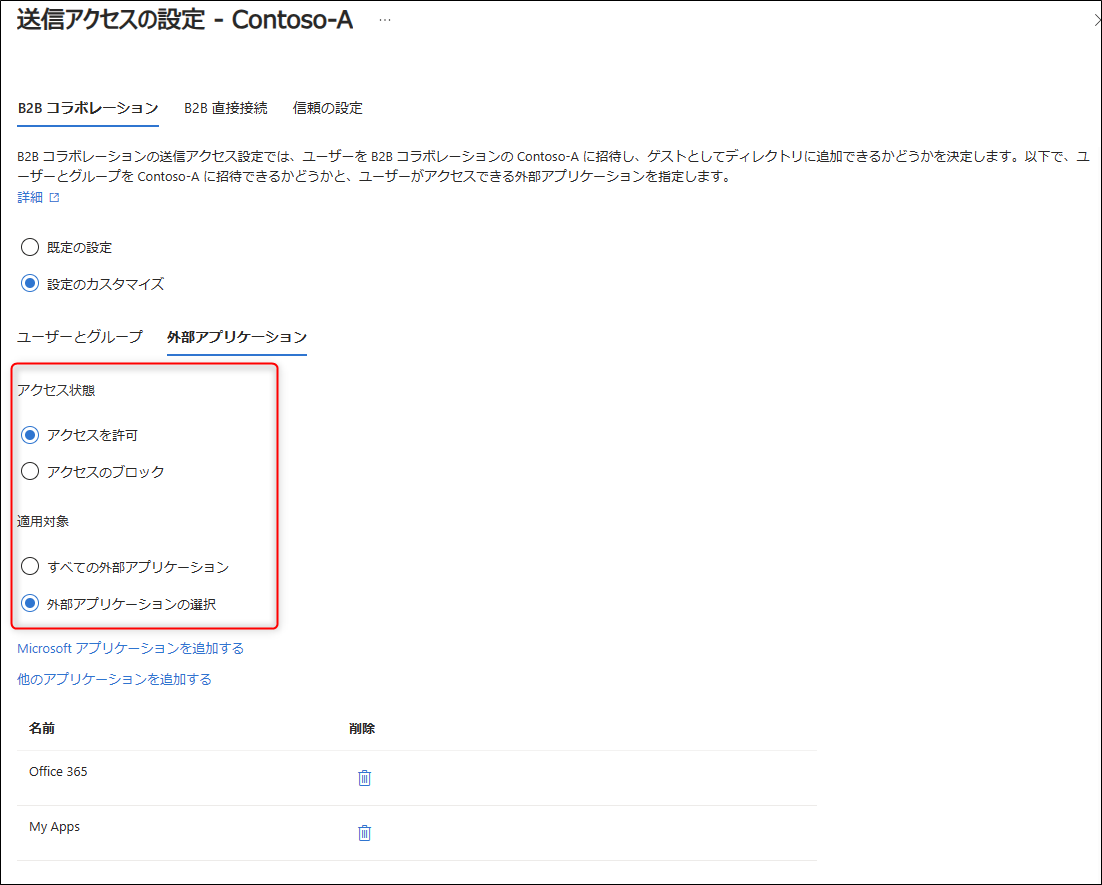 送信アクセスの設定 - Contoso-A ...
B2B コラボレーション B2B 直接接続 信頼の設定
B2B コラボレーションの送信アクセス設定では、ユーザーを B2B コラボレーションの Contoso-A に招待し、ゲストとしてディレクトリに追加できるかどうかを決定します。以下で、ユ
ーザーとグループを Contoso-A に招待できるかどうかと、ユーザーがアクセスできる外部アプリケーションを指定します。
詳細
既定の設定
設定のカスタマイズ
ユーザーとグループ 外部アプリケーション
アクセス状態
アクセスを許可
アクセスのブロック
適用対象
すべての外部アプリケーション
外部アプリケーションの選択
Microsoft アプリケーションを追加する
他のアプリケーションを追加する
名前 削除
Office 365
My Apps